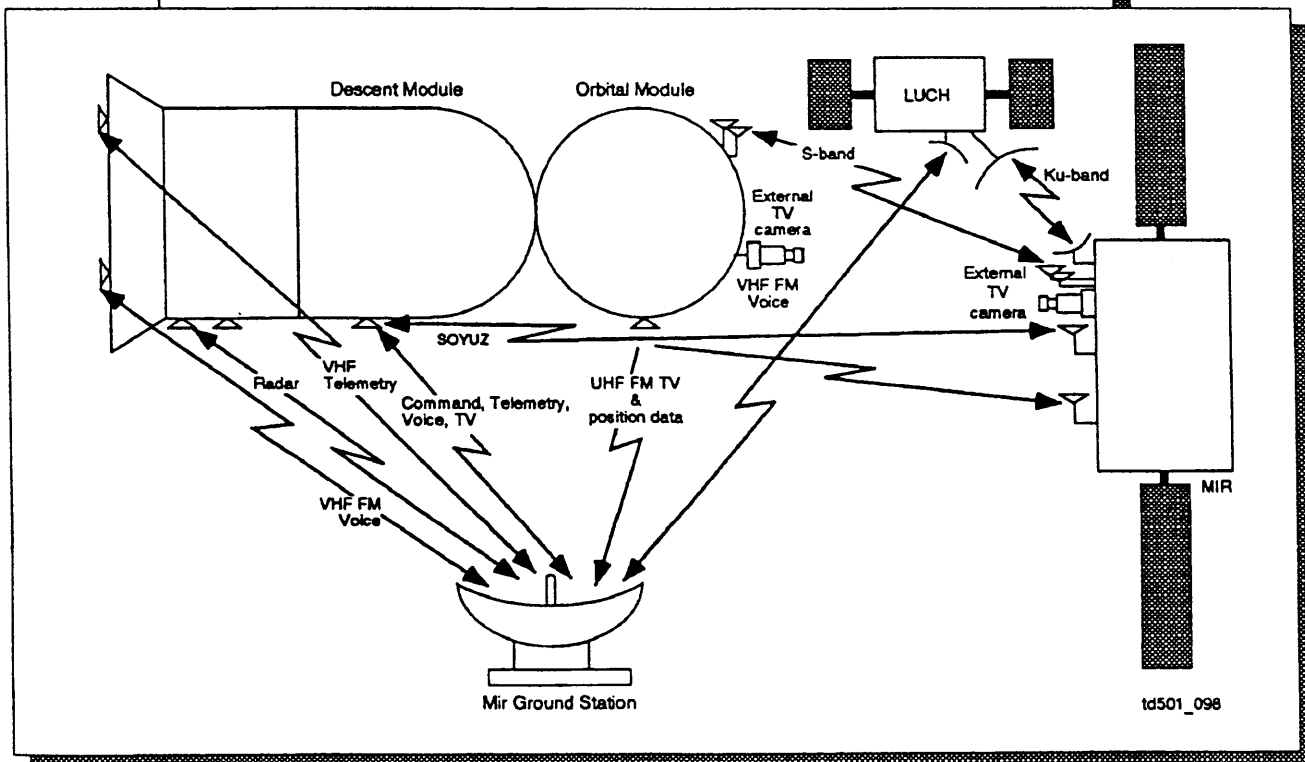 Descent Module
Orbital Module
LUCH
S-band
Ku-band
External
TV
camera
VHF FM
Voice
External
TV
camera
SOYUZ
VHF
Telemetry
Radar
Command, Telemetry,
Voice, TV
UHF FM TV
&
position data
VHF FM
Voice
MIR
Mir Ground Station
td501_098